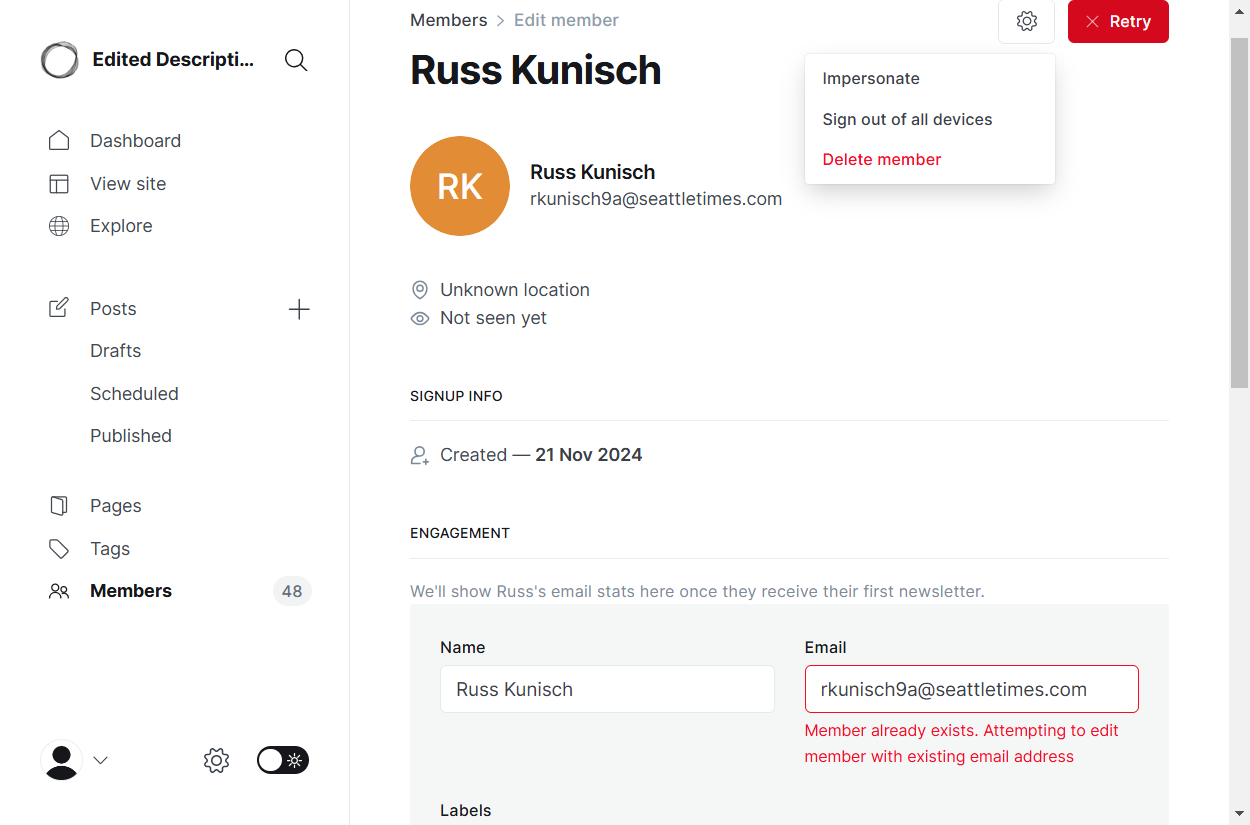 Edited Descripti...
Dashboard
View site
Explore
Posts
Drafts
Scheduled
Published
Pages
Tags
Members
48
Members > Edit member
Retry
Russ Kunisch
Impersonate
Sign out of all devices
Delete member
RK
Russ Kunisch
rkunisch9a@seattletimes.com
Unknown location
Not seen yet
SIGNUP INFO
Created — 21 Nov 2024
ENGAGEMENT
We'll show Russ's email stats here once they receive their first newsletter.
Name
Russ Kunisch
Email
rkunisch9a@seattletimes.com
Member already exists. Attempting to edit
member with existing email address
Labels